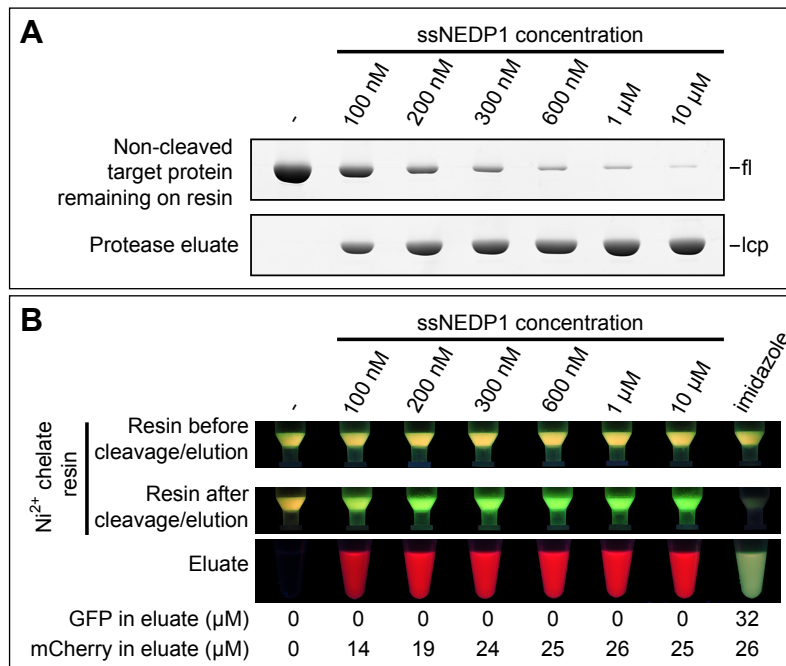 A
ssNEDP1 concentration
- 100 nM 200 nM 300 nM 600 nM 1 µM 10 µM
Non-cleaved
target protein
remaining on resin
–fl
Protease eluate
–lcp
B
ssNEDP1 concentration
- 100 nM 200 nM 300 nM 600 nM 1 µM 10 µM imidazole
Ni2+ chelate
resin
Resin before
cleavage/elution
Resin after
cleavage/elution
Eluate
GFP in eluate (µM) 0 0 0 0 0 0 0 32
mCherry in eluate (µM) 0 14 19 24 25 26 25 26